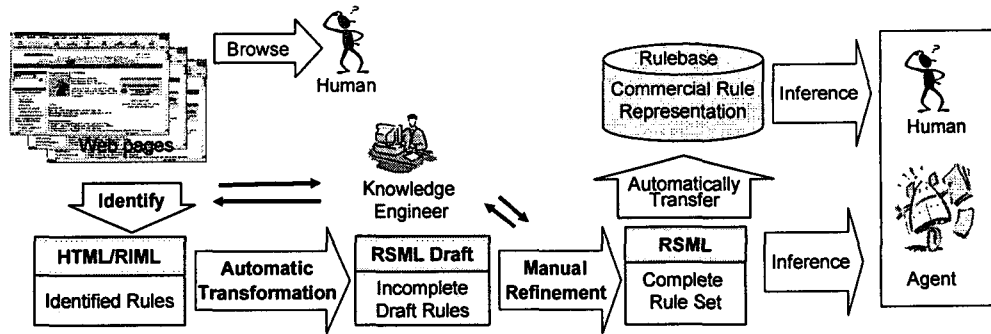 Browse
Human
Web pages
Identify
Knowledge
Engineer
HTML/RIML
Identified Rules
Automatic
Transformation
RSML Draft
Incomplete
Draft Rules
Manual
Refinement
Rulebase
Commercial Rule
Representation
Automatically
Transfer
RSML
Complete
Rule Set
Inference
Inference
Human
Agent